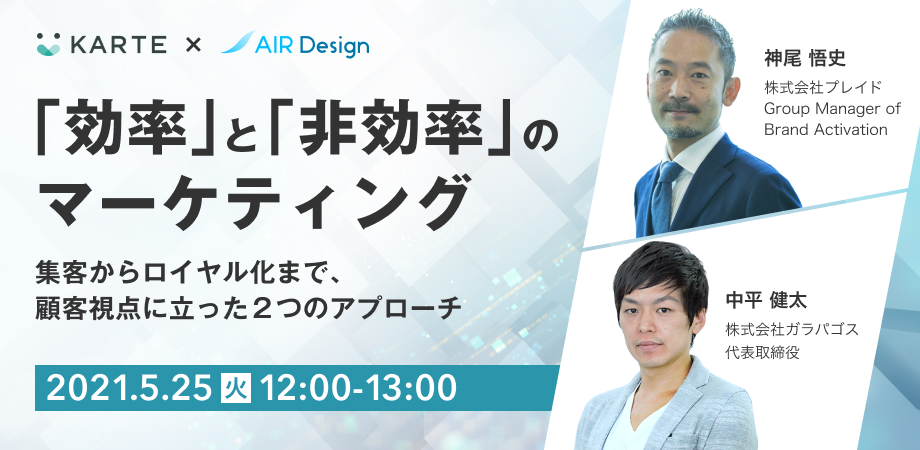 KARTE × AIR Design
「効率」と「非効率」の
マーケティング
集客からロイヤル化まで、
顧客視点に立った２つのアプローチ
2021.5.25 火 12:00-13:00
神尾 悟史
株式会社プレイド
Group Manager of
Brand Activation
中平 健太
株式会社ガラパゴス
代表取締役